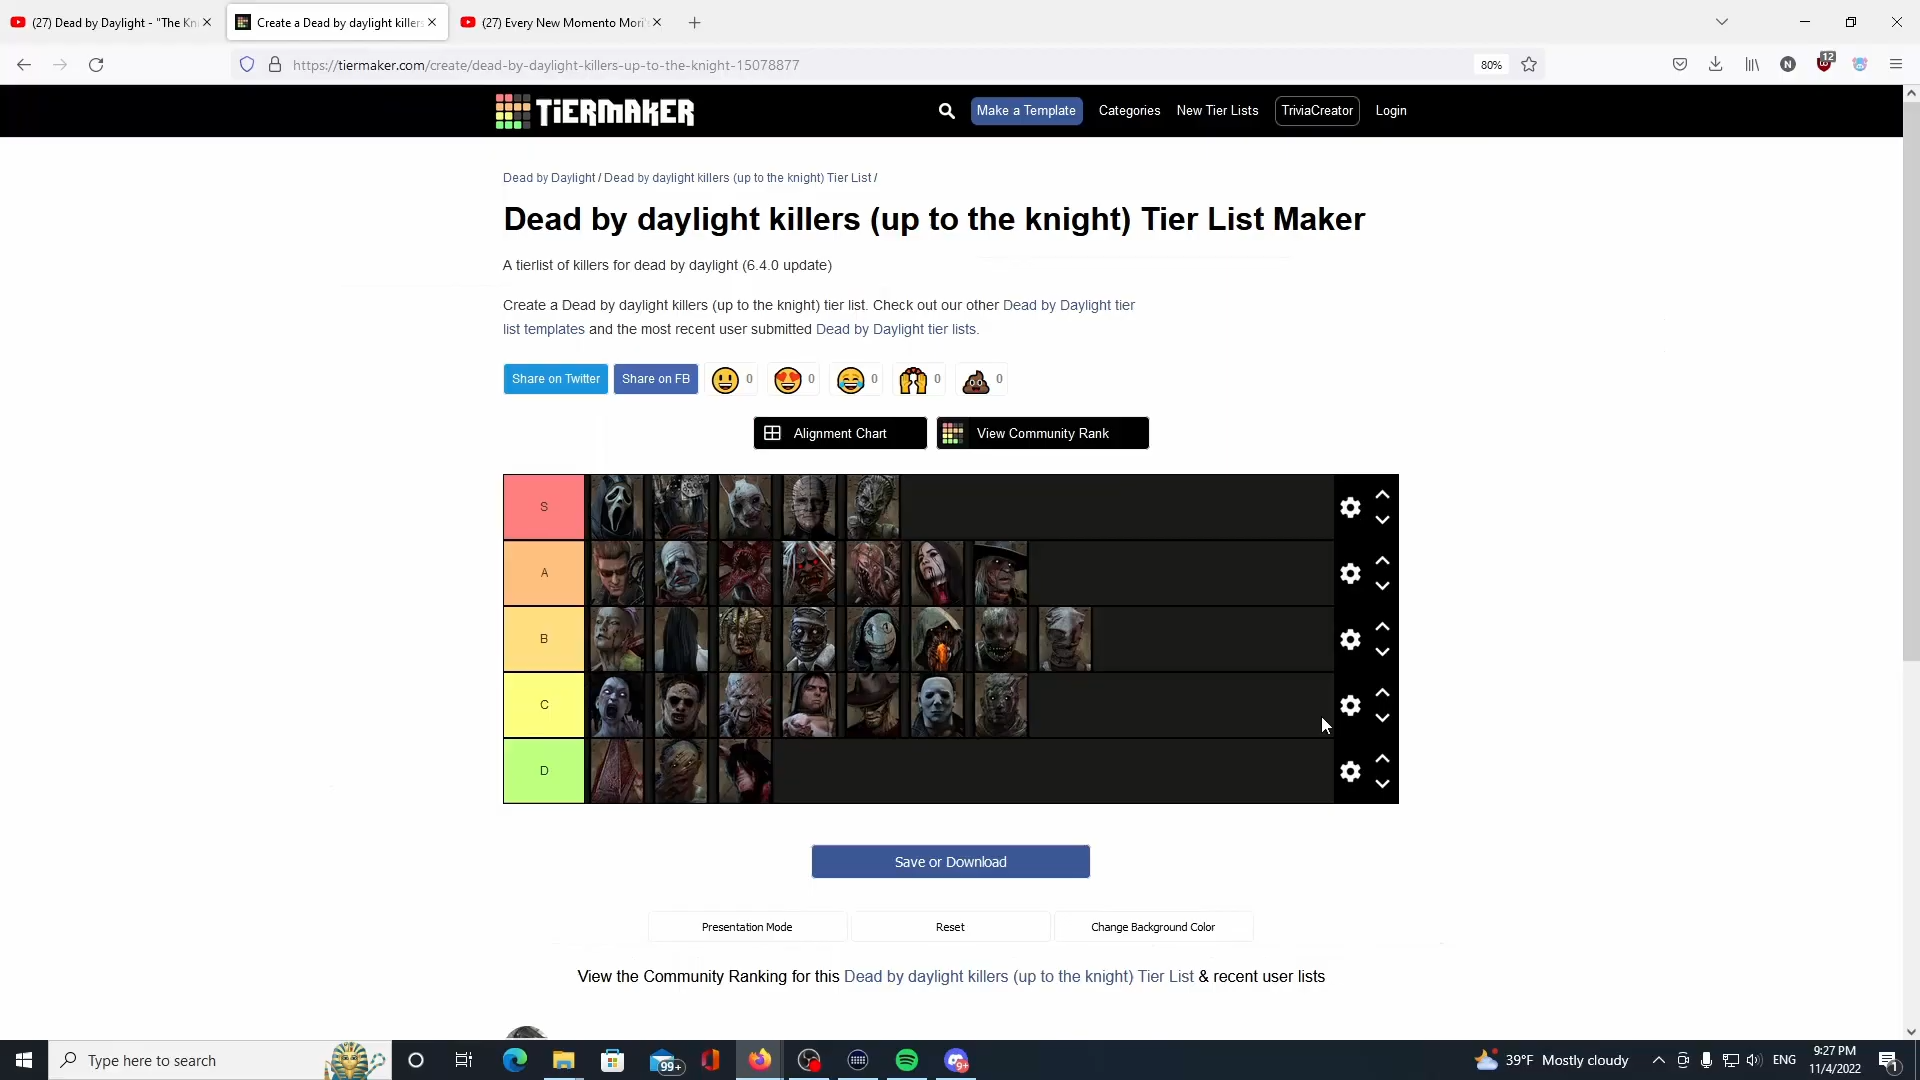 (27) Dead by Daylight - "The Kni
Create a Dead by daylight killers
(27) Every New Momento Mori's
https://tiermaker.com/create/dead-by-daylight-killers-up-to-the-knight-15078877
80%
12
N
TiERMAKER
Make a Template
Categories
New Tier Lists
TriviaCreator
Login
Dead by Daylight / Dead by daylight killers (up to the knight) Tier List /
Dead by daylight killers (up to the knight) Tier List Maker
A tierlist of killers for dead by daylight (6.4.0 update)
Create a Dead by daylight killers (up to the knight) tier list. Check out our other Dead by Daylight tier
list templates and the most recent user submitted Dead by Daylight tier lists.
Share on Twitter
Share on FB
0
0
0
0
0
Alignment Chart
View Community Rank
S
A
B
C
D
Save or Download
Presentation Mode
Reset
Change Background Color
View the Community Ranking for this Dead by daylight killers (up to the knight) Tier List & recent user lists
Type here to search
99+
9+
39°F Mostly cloudy
ENG
9:27 PM
11/4/2022
1